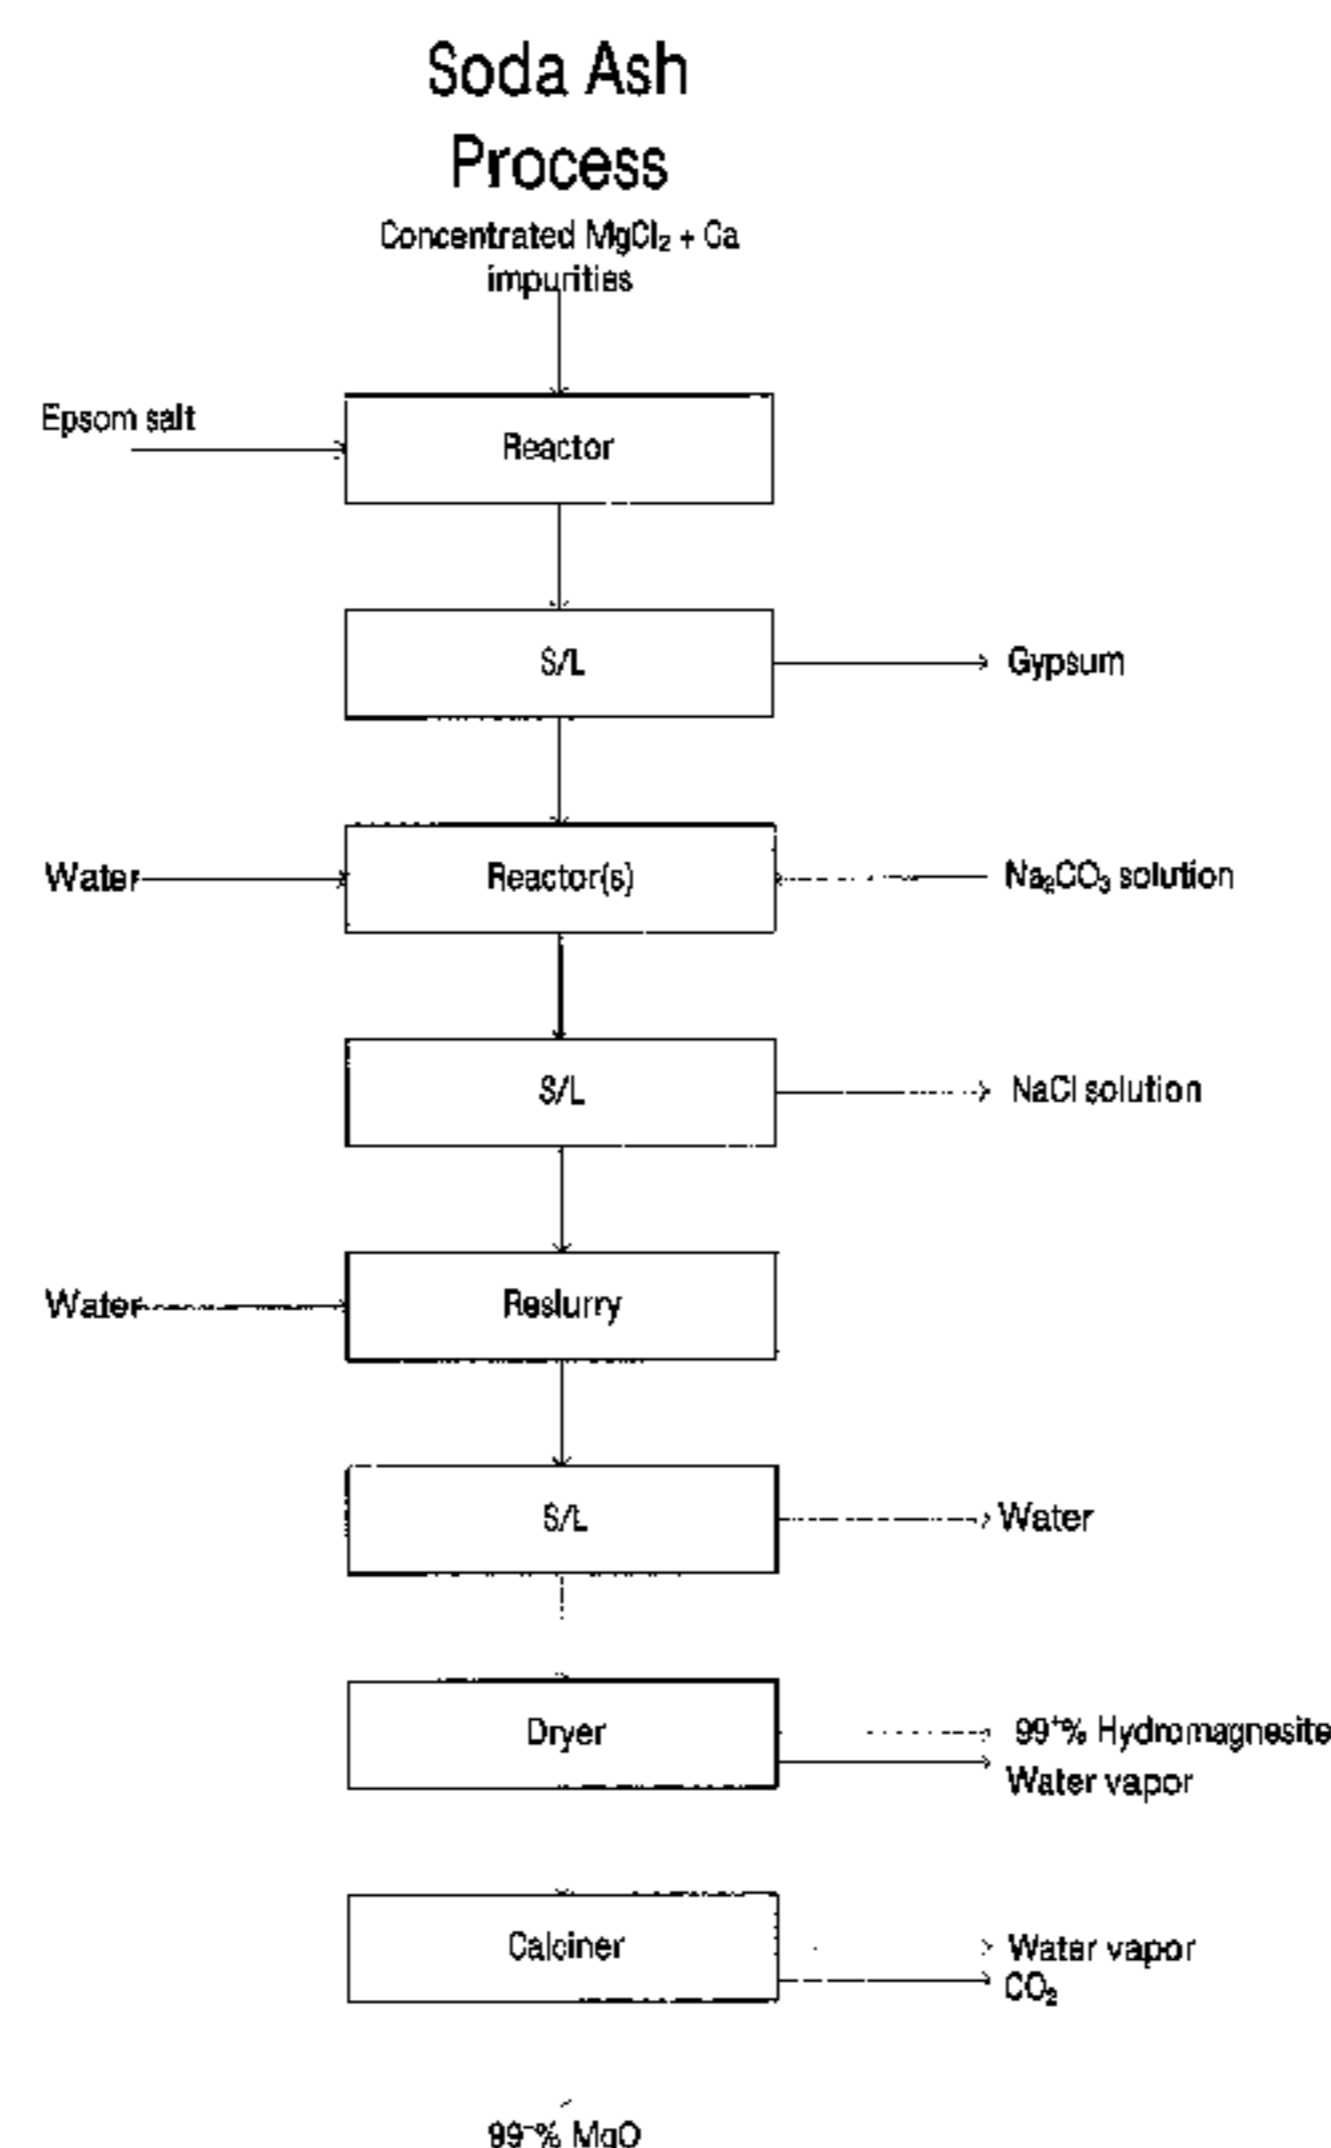 Soda Ash
Process
Concentrated MgCl₂ + Ca
impurities
Epsom salt
Reactor
S/L
Gypsum
Water
Reactor(s)
Na₂CO₃ solution
S/L
NaCl solution
Water
Reslurry
S/L
Water
Dryer
99⁺% Hydromagnesite
Water vapor
Calciner
Water vapor
CO₂
99⁻% MgO